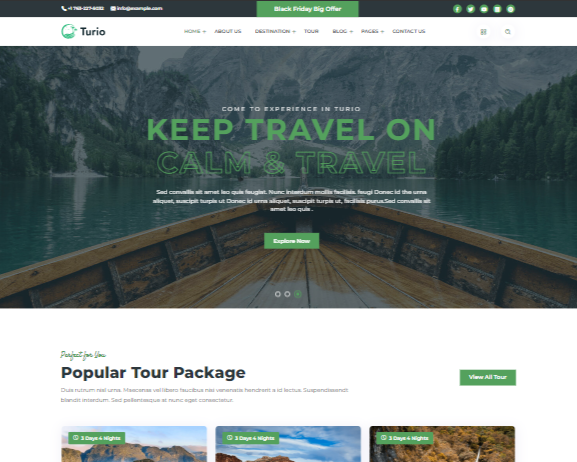 +1 763-227-5032 info@example.com
Black Friday Big Offer
Turio
HOME ABOUT US DESTINATION TOUR BLOG PAGES CONTACT US
COME TO EXPERIENCE IN TURIO
KEEP TRAVEL ON
CALM & TRAVEL
Sed convallis sit amet leo quis feugiat. Nunc interdum mollis facilisis. feugi Donec id the urna
aliquet, suscipit turpis ut Donec id urna aliquet, suscipit turpis ut, facilisis purus.Sed convallis sit
amet leo quis .
Explore Now
Perfect for You
Popular Tour Package
View All Tour
Duis rutrum nisl urna. Maecenas vel libero faucibus nisi venenatis hendrerit a id lectus. Suspendissendt
blandit interdum. Sed pellentesque at nunc eget consectetur.
3 Days 4 Nights
3 Days 4 Nights
3 Days 4 Nights